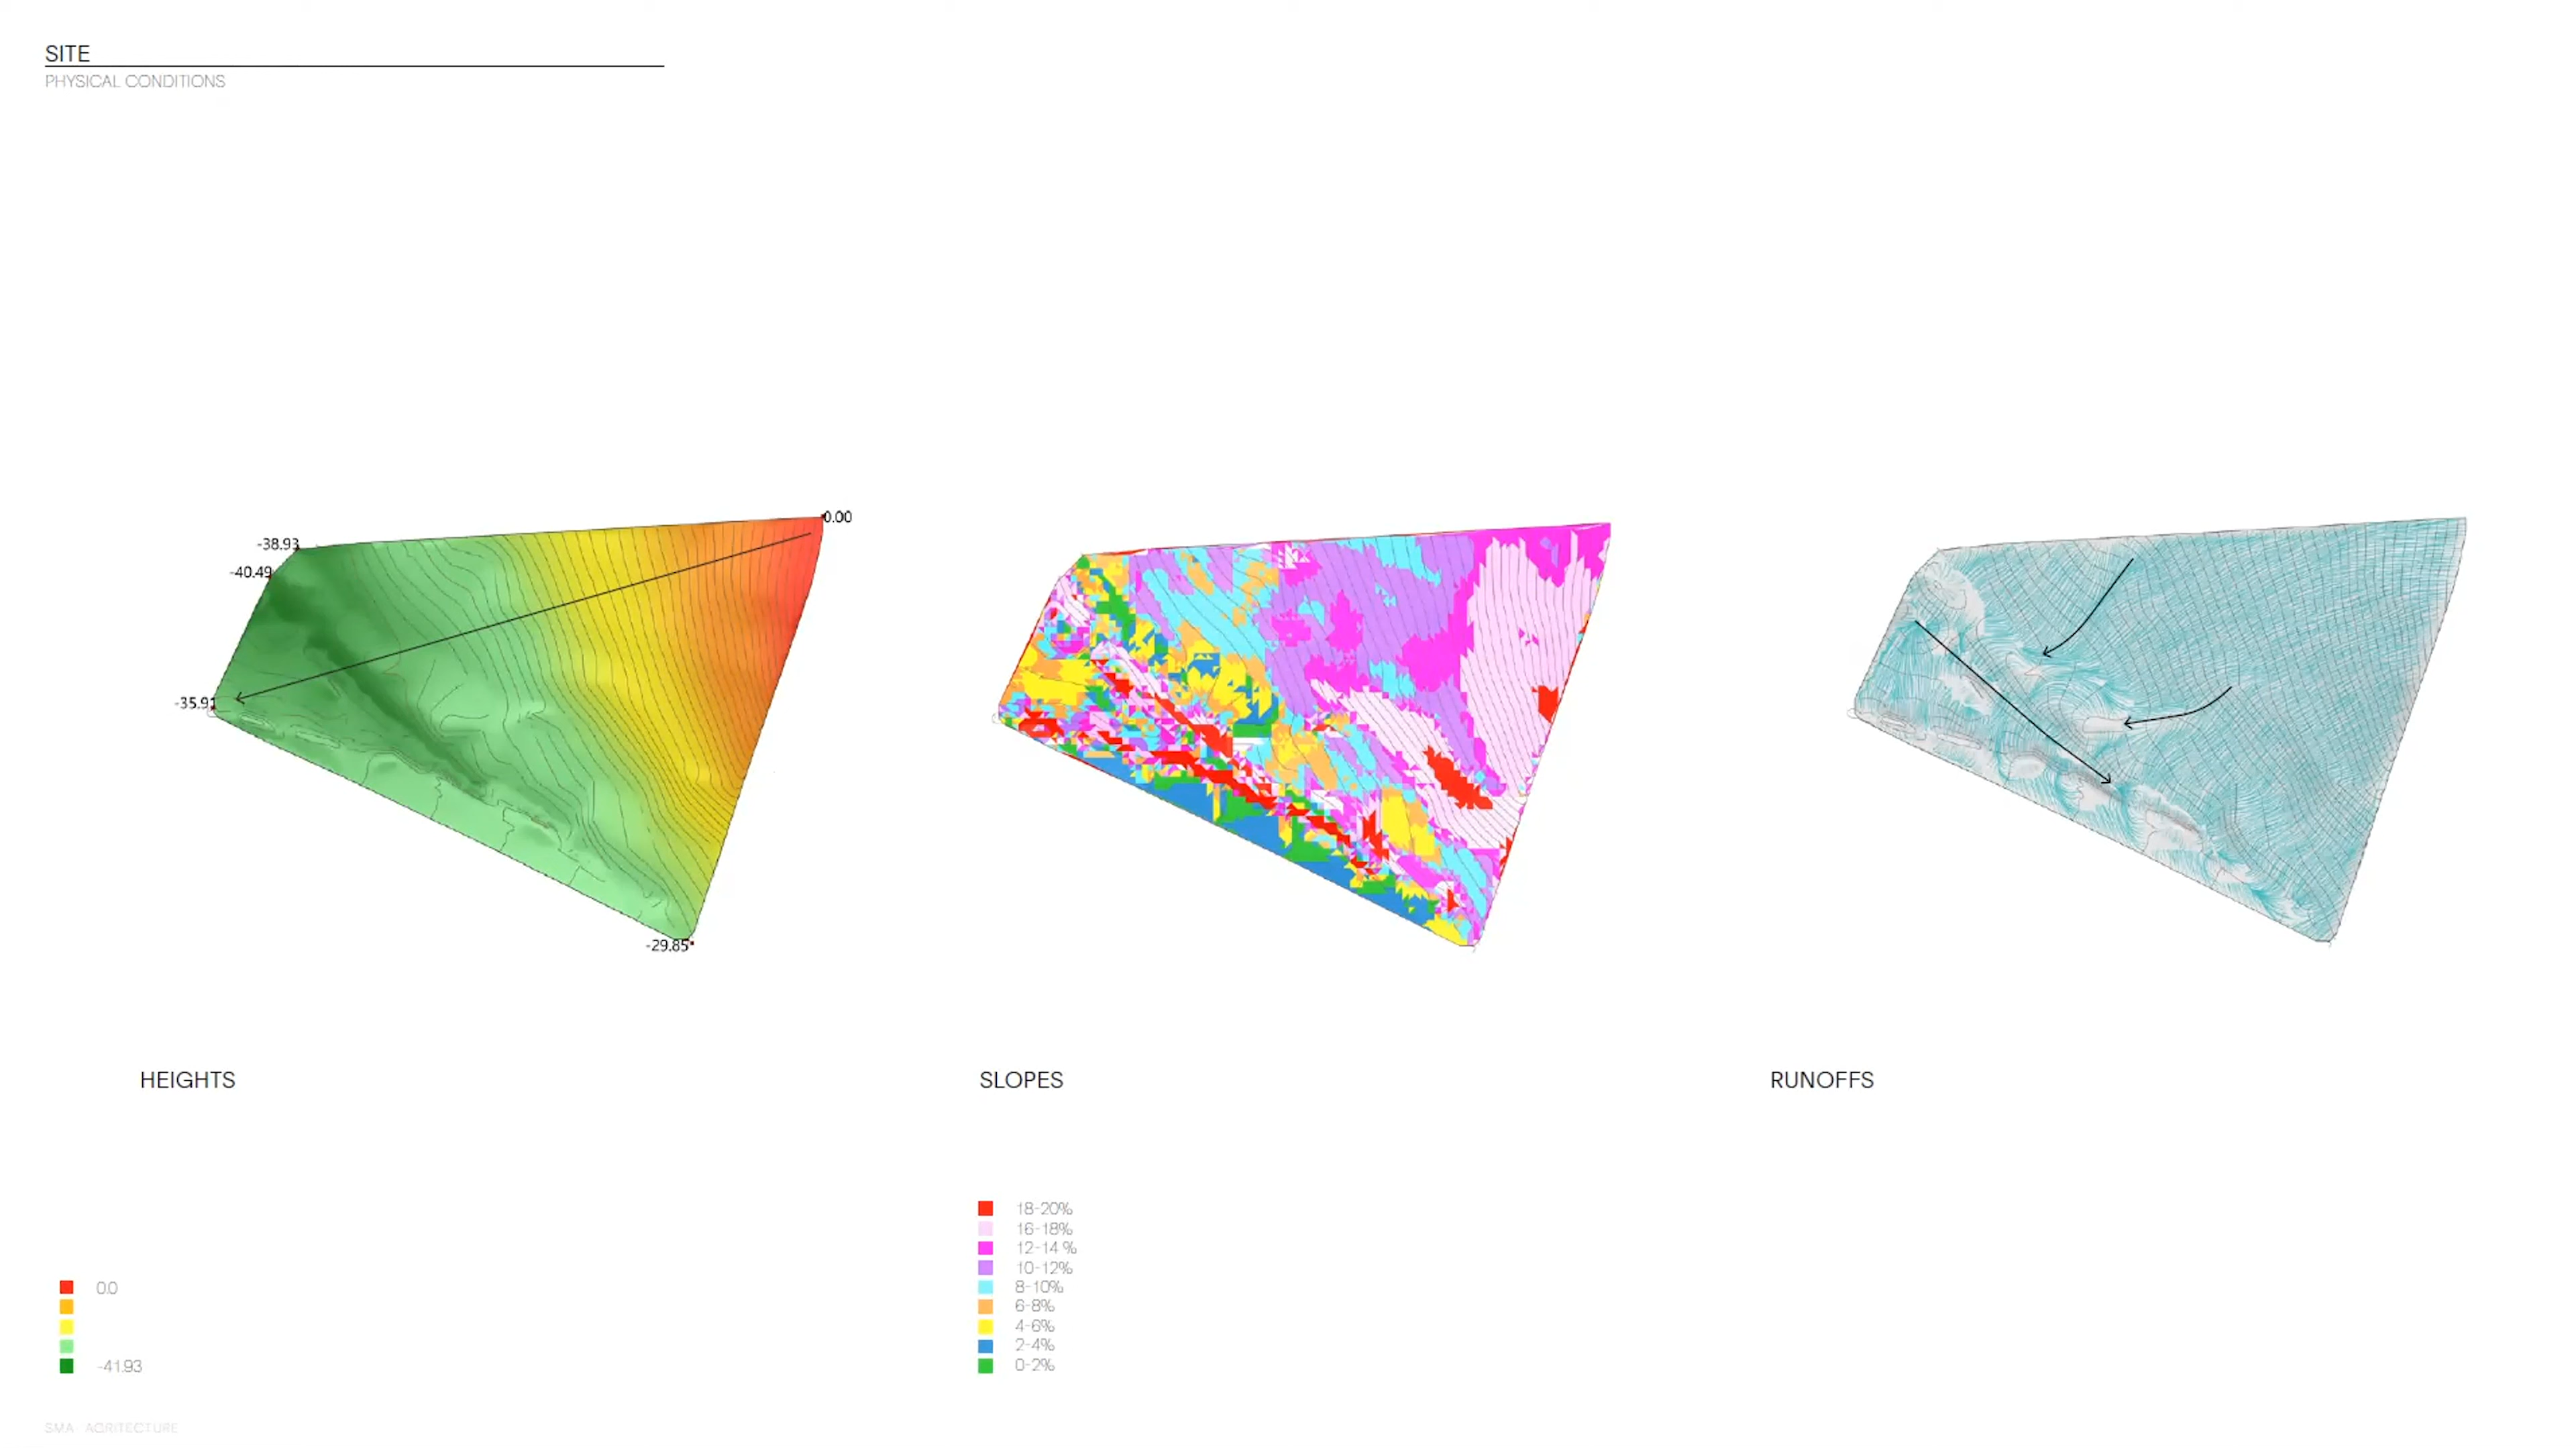 SITE
PHYSICAL CONDITIONS
0.00
-38.93
-40.49
-35.91
-29.85
HEIGHTS
SLOPES
RUNOFFS
18-20%
16-18%
12-14 %
10-12%
8-10%
6-8%
4-6%
2-4%
0-2%
0.0
-41.93
SMA AGRITECTURE